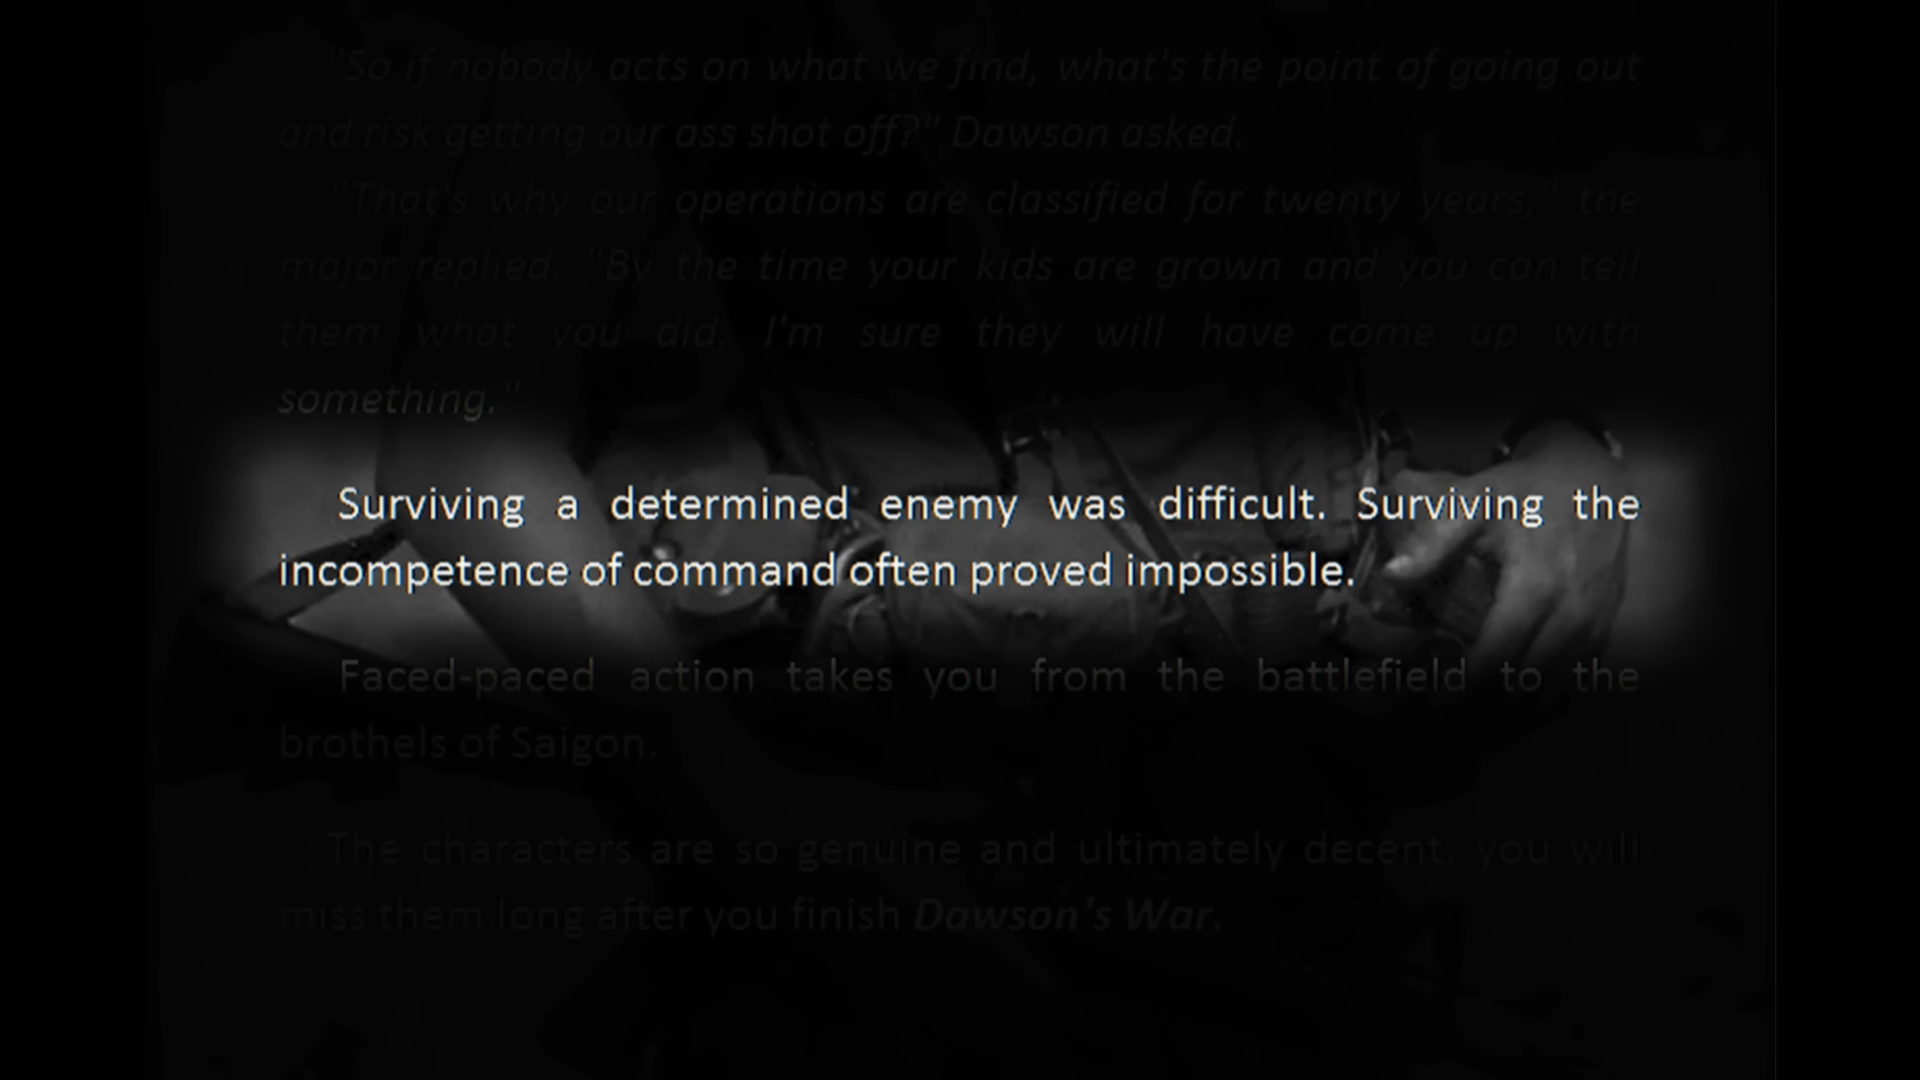 "So if nobody acts on what we find, what's the point of going out
and risk getting our ass shot off?" Dawson asked.
"That's why our operations are classified for twenty years," the
major replied. "By the time your kids are grown and you can tell
them what you did, I'm sure they will have come up with
something."
Surviving a determined enemy was difficult. Surviving the
incompetence of command often proved impossible.
Faced-paced action takes you from the battlefield to the
brothels of Saigon.
The characters are so genuine and ultimately decent, you will
miss them long after you finish Dawson's War.